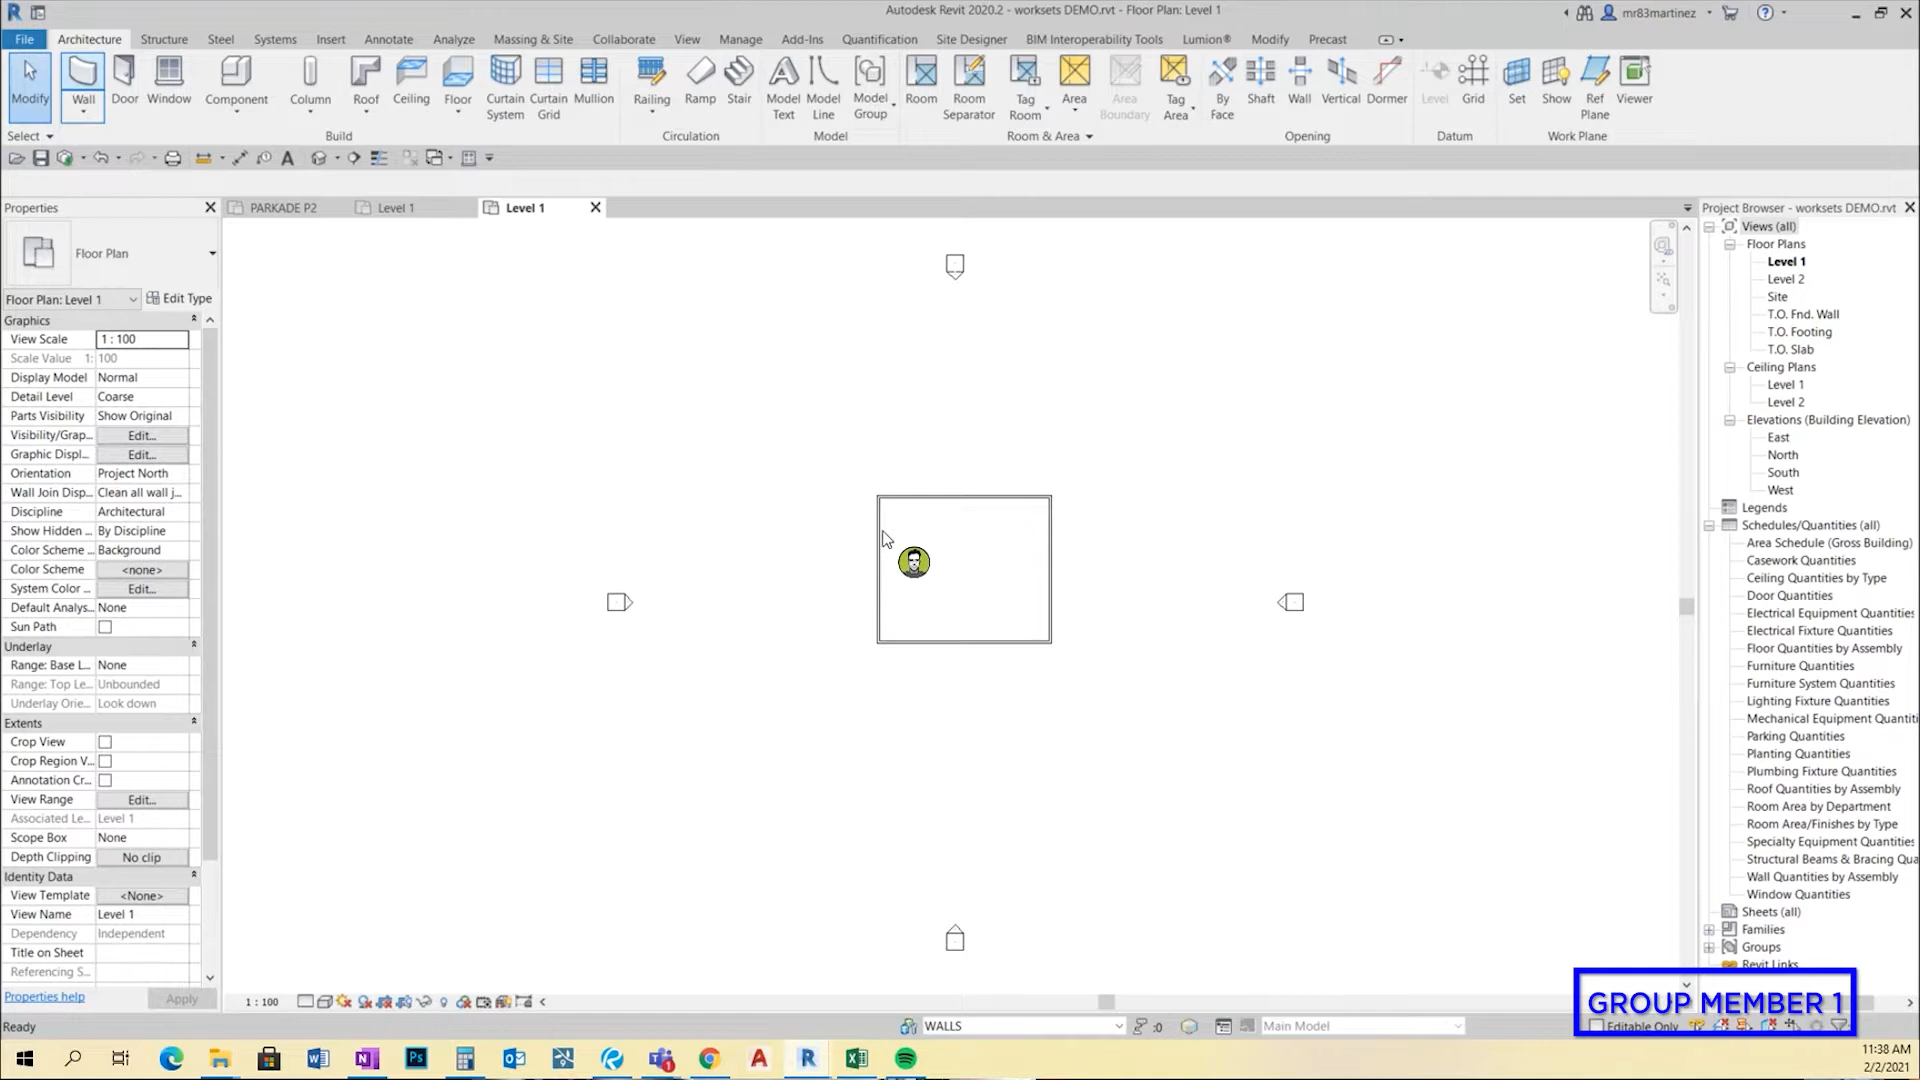 Autodesk Revit 2020.2 - worksets DEMO.rvt - Floor Plan: Level 1
mr83martinez
File Architecture Structure Steel Systems Insert Annotate Analyze Massing & Site Collaborate View Manage Add-Ins Quantification Site Designer BIM Interoperability Tools Lumion® Modify Precast
Modify Wall Door Window Component Column Roof Ceiling Floor Curtain System Curtain Grid Mullion Railing Ramp Stair Model Text Model Line Model Group Room Room Separator Tag Room Area Area Boundary Tag Area By Face Shaft Wall Vertical Dormer Level Grid Set Show Ref Plane Viewer
Select Build Circulation Model Room & Area Opening Datum Work Plane
Properties
PARKADE P2
Level 1
Level 1
Project Browser - worksets DEMO.rvt
Floor Plan
Floor Plan: Level 1 Edit Type
Graphics
View Scale 1 : 100
Scale Value 1: 100
Display Model Normal
Detail Level Coarse
Parts Visibility Show Original
Visibility/Grap... Edit...
Graphic Displ... Edit...
Orientation Project North
Wall Join Disp... Clean all wall j...
Discipline Architectural
Show Hidden ... By Discipline
Color Scheme ... Background
Color Scheme <none>
System Color ... Edit...
Default Analys... None
Sun Path
Underlay
Range: Base L... None
Range: Top Le... Unbounded
Underlay Orie... Look down
Extents
Crop View
Crop Region V...
Annotation Cr...
View Range Edit...
Associated Le... Level 1
Scope Box None
Depth Clipping No clip
Identity Data
View Template <None>
View Name Level 1
Dependency Independent
Title on Sheet
Referencing S...
Properties help Apply
Views (all)
Floor Plans
Level 1
Level 2
Site
T.O. Fnd. Wall
T.O. Footing
T.O. Slab
Ceiling Plans
Level 1
Level 2
Elevations (Building Elevation)
East
North
South
West
Legends
Schedules/Quantities (all)
Area Schedule (Gross Building)
Casework Quantities
Ceiling Quantities by Type
Door Quantities
Electrical Equipment Quantities
Electrical Fixture Quantities
Floor Quantities by Assembly
Furniture Quantities
Furniture System Quantities
Lighting Fixture Quantities
Mechanical Equipment Quantiti
Parking Quantities
Planting Quantities
Plumbing Fixture Quantities
Roof Quantities by Assembly
Room Area by Department
Room Area/Finishes by Type
Specialty Equipment Quantities
Structural Beams & Bracing Qua
Wall Quantities by Assembly
Window Quantities
Sheets (all)
Families
Groups
Revit Links
1 : 100
GROUP MEMBER 1
Ready
WALLS
:0
Main Model
Editable Only
11:38 AM
2/2/2021